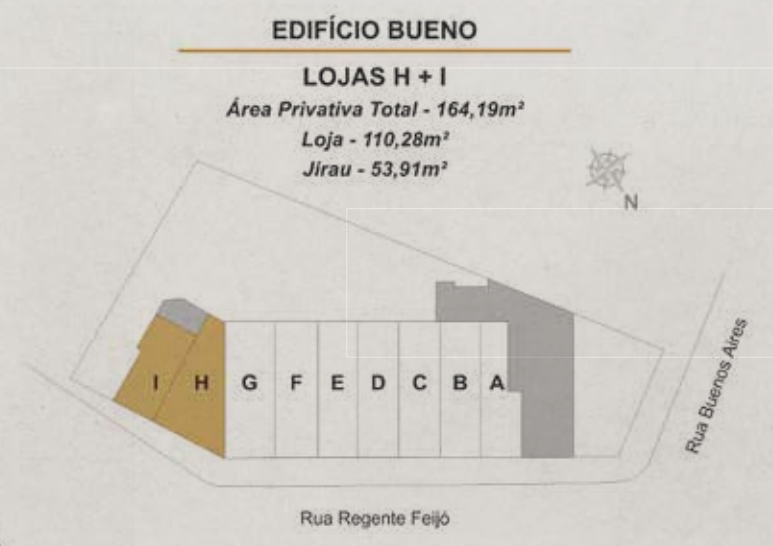 EDIFÍCIO BUENO
LOJAS H + I
Área Privativa Total - 164,19m²
Loja - 110,28m²
Jirau - 53,91m²
N
I H G F E D C B A
Rua Buenos Aires
Rua Regente Feijó